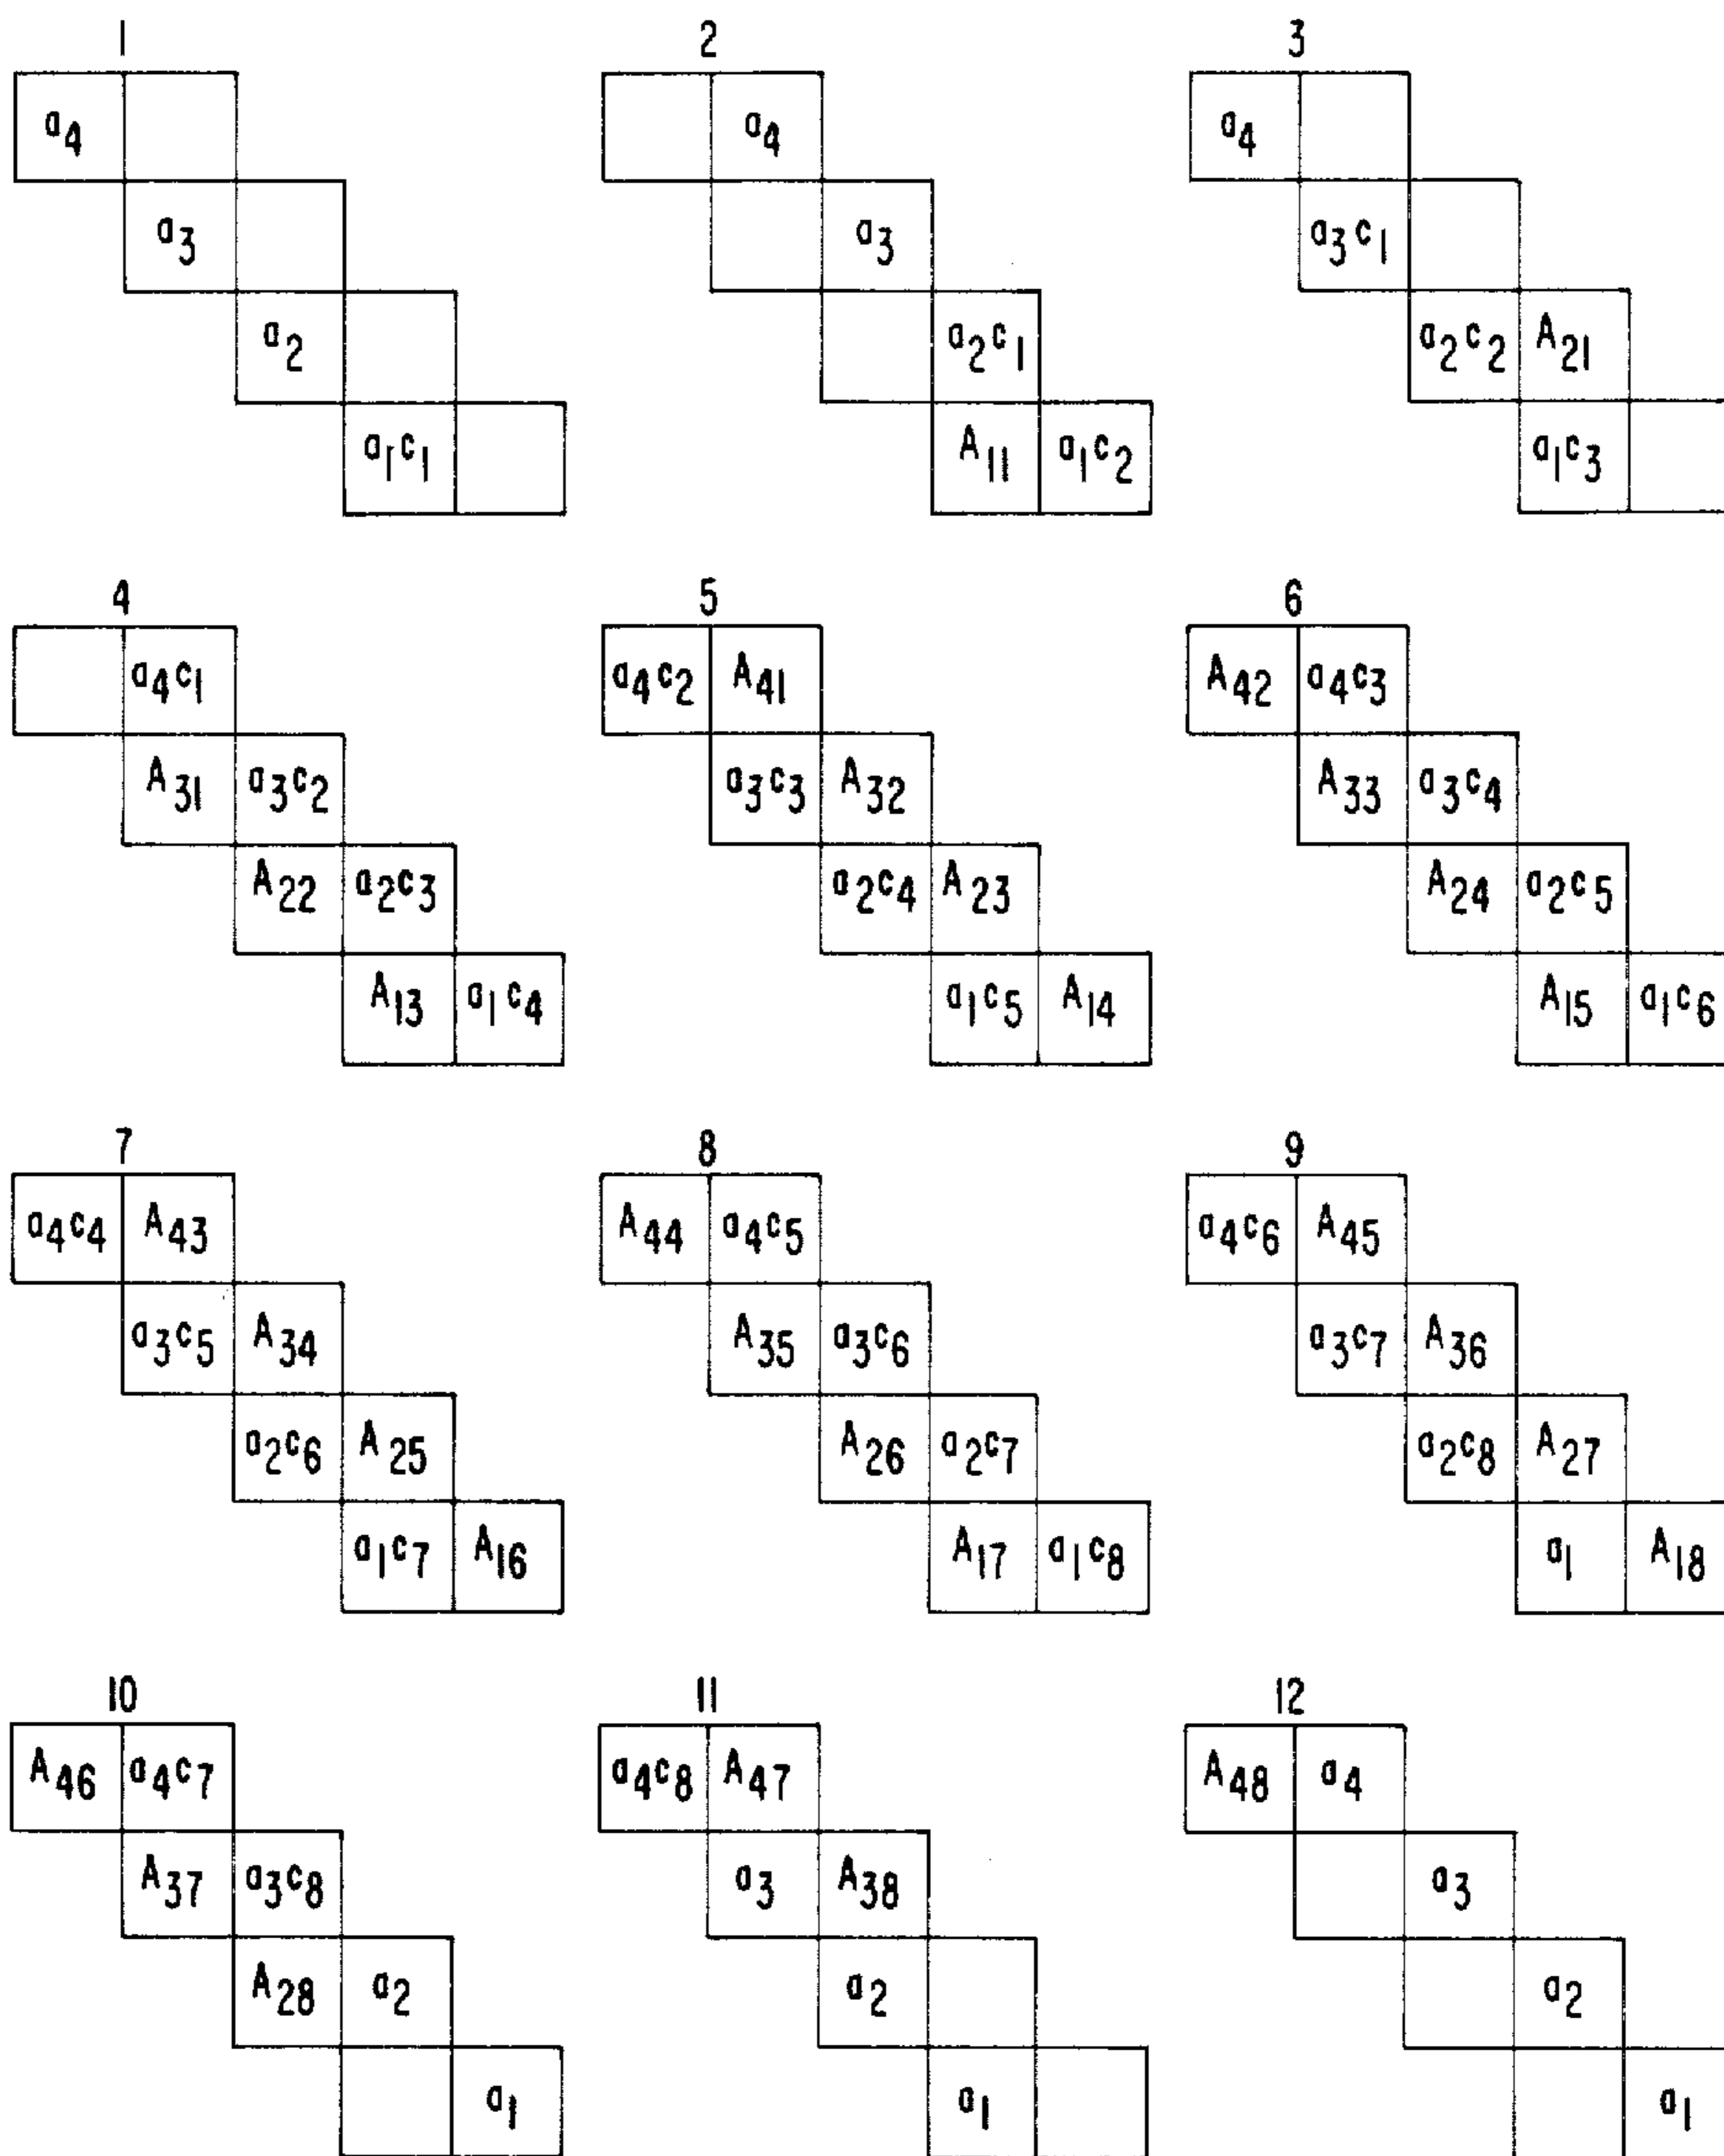 1 2 3
a4 a4 a4
a3 a3 a3c1
a2 a2c1 a2c2 A21
a1c1 A11 a1c2 a1c3
4 5 6
a4c1 a4c2 A41 A42 a4c3
A31 a3c2 a3c3 A32 A33 a3c4
A22 a2c3 a2c4 A23 A24 a2c5
A13 a1c4 a1c5 A14 A15 a1c6
7 8 9
a4c4 A43 A44 a4c5 a4c6 A45
a3c5 A34 A35 a3c6 a3c7 A36
a2c6 A25 A26 a2c7 a2c8 A27
a1c7 A16 A17 a1c8 a1 A18
10 11 12
A46 a4c7 a4c8 A47 A48 a4
A37 a3c8 a3 A38 a3
A28 a2 a2 a2
a1 a1 a1